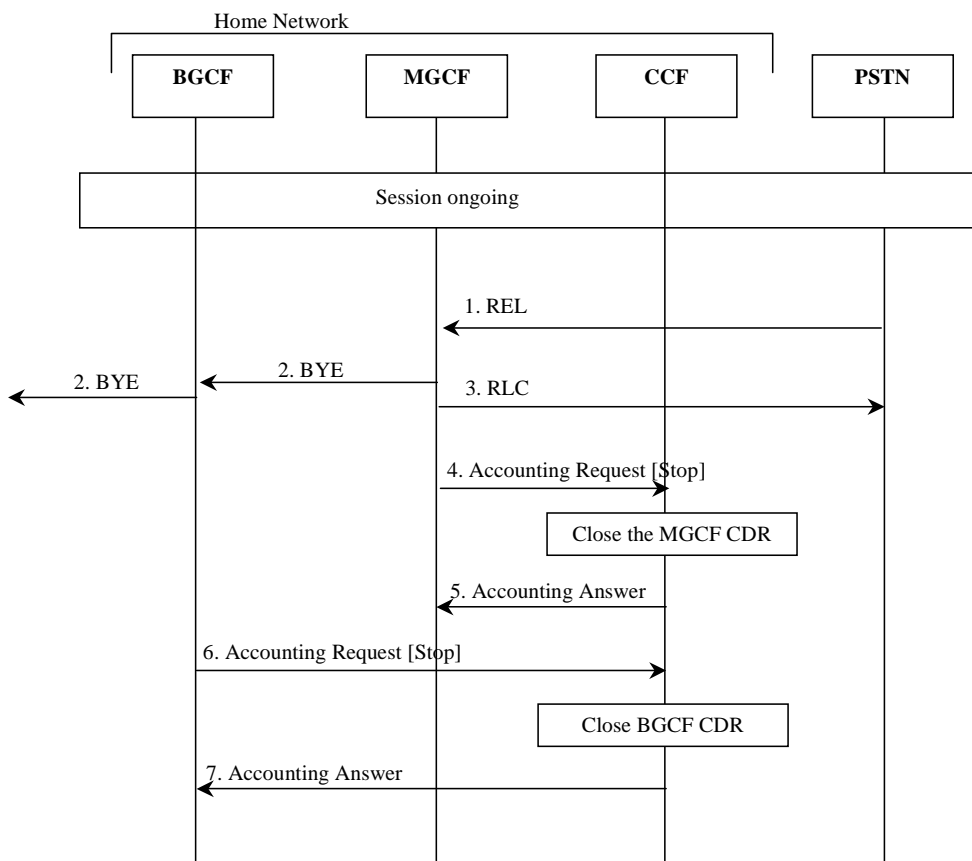 Home Network
BGCF
MGCF
CCF
PSTN
Session ongoing
1. REL
2. BYE
2. BYE
3. RLC
4. Accounting Request [Stop]
Close the MGCF CDR
5. Accounting Answer
6. Accounting Request [Stop]
Close BGCF CDR
7. Accounting Answer